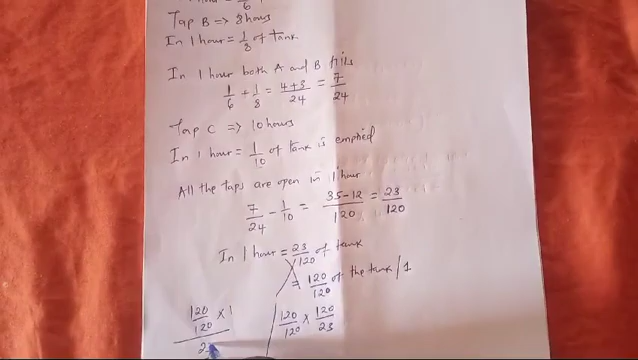 1/6
Tap B => 8 hours
In 1 hour = 1/8 of tank
In 1 hour both A and B fills
1/6 + 1/8 = 4+3/24 = 7/24
Tap C => 10 hours
In 1 hour = 1/10 of tank is emptied
All the taps are open in 1 hour
7/24 - 1/10 = 35-12/120 = 23/120
In 1 hour = 23/120 of tank
= 120/120 of the tank / 1
120/120 × 1
120/120 × 120/23